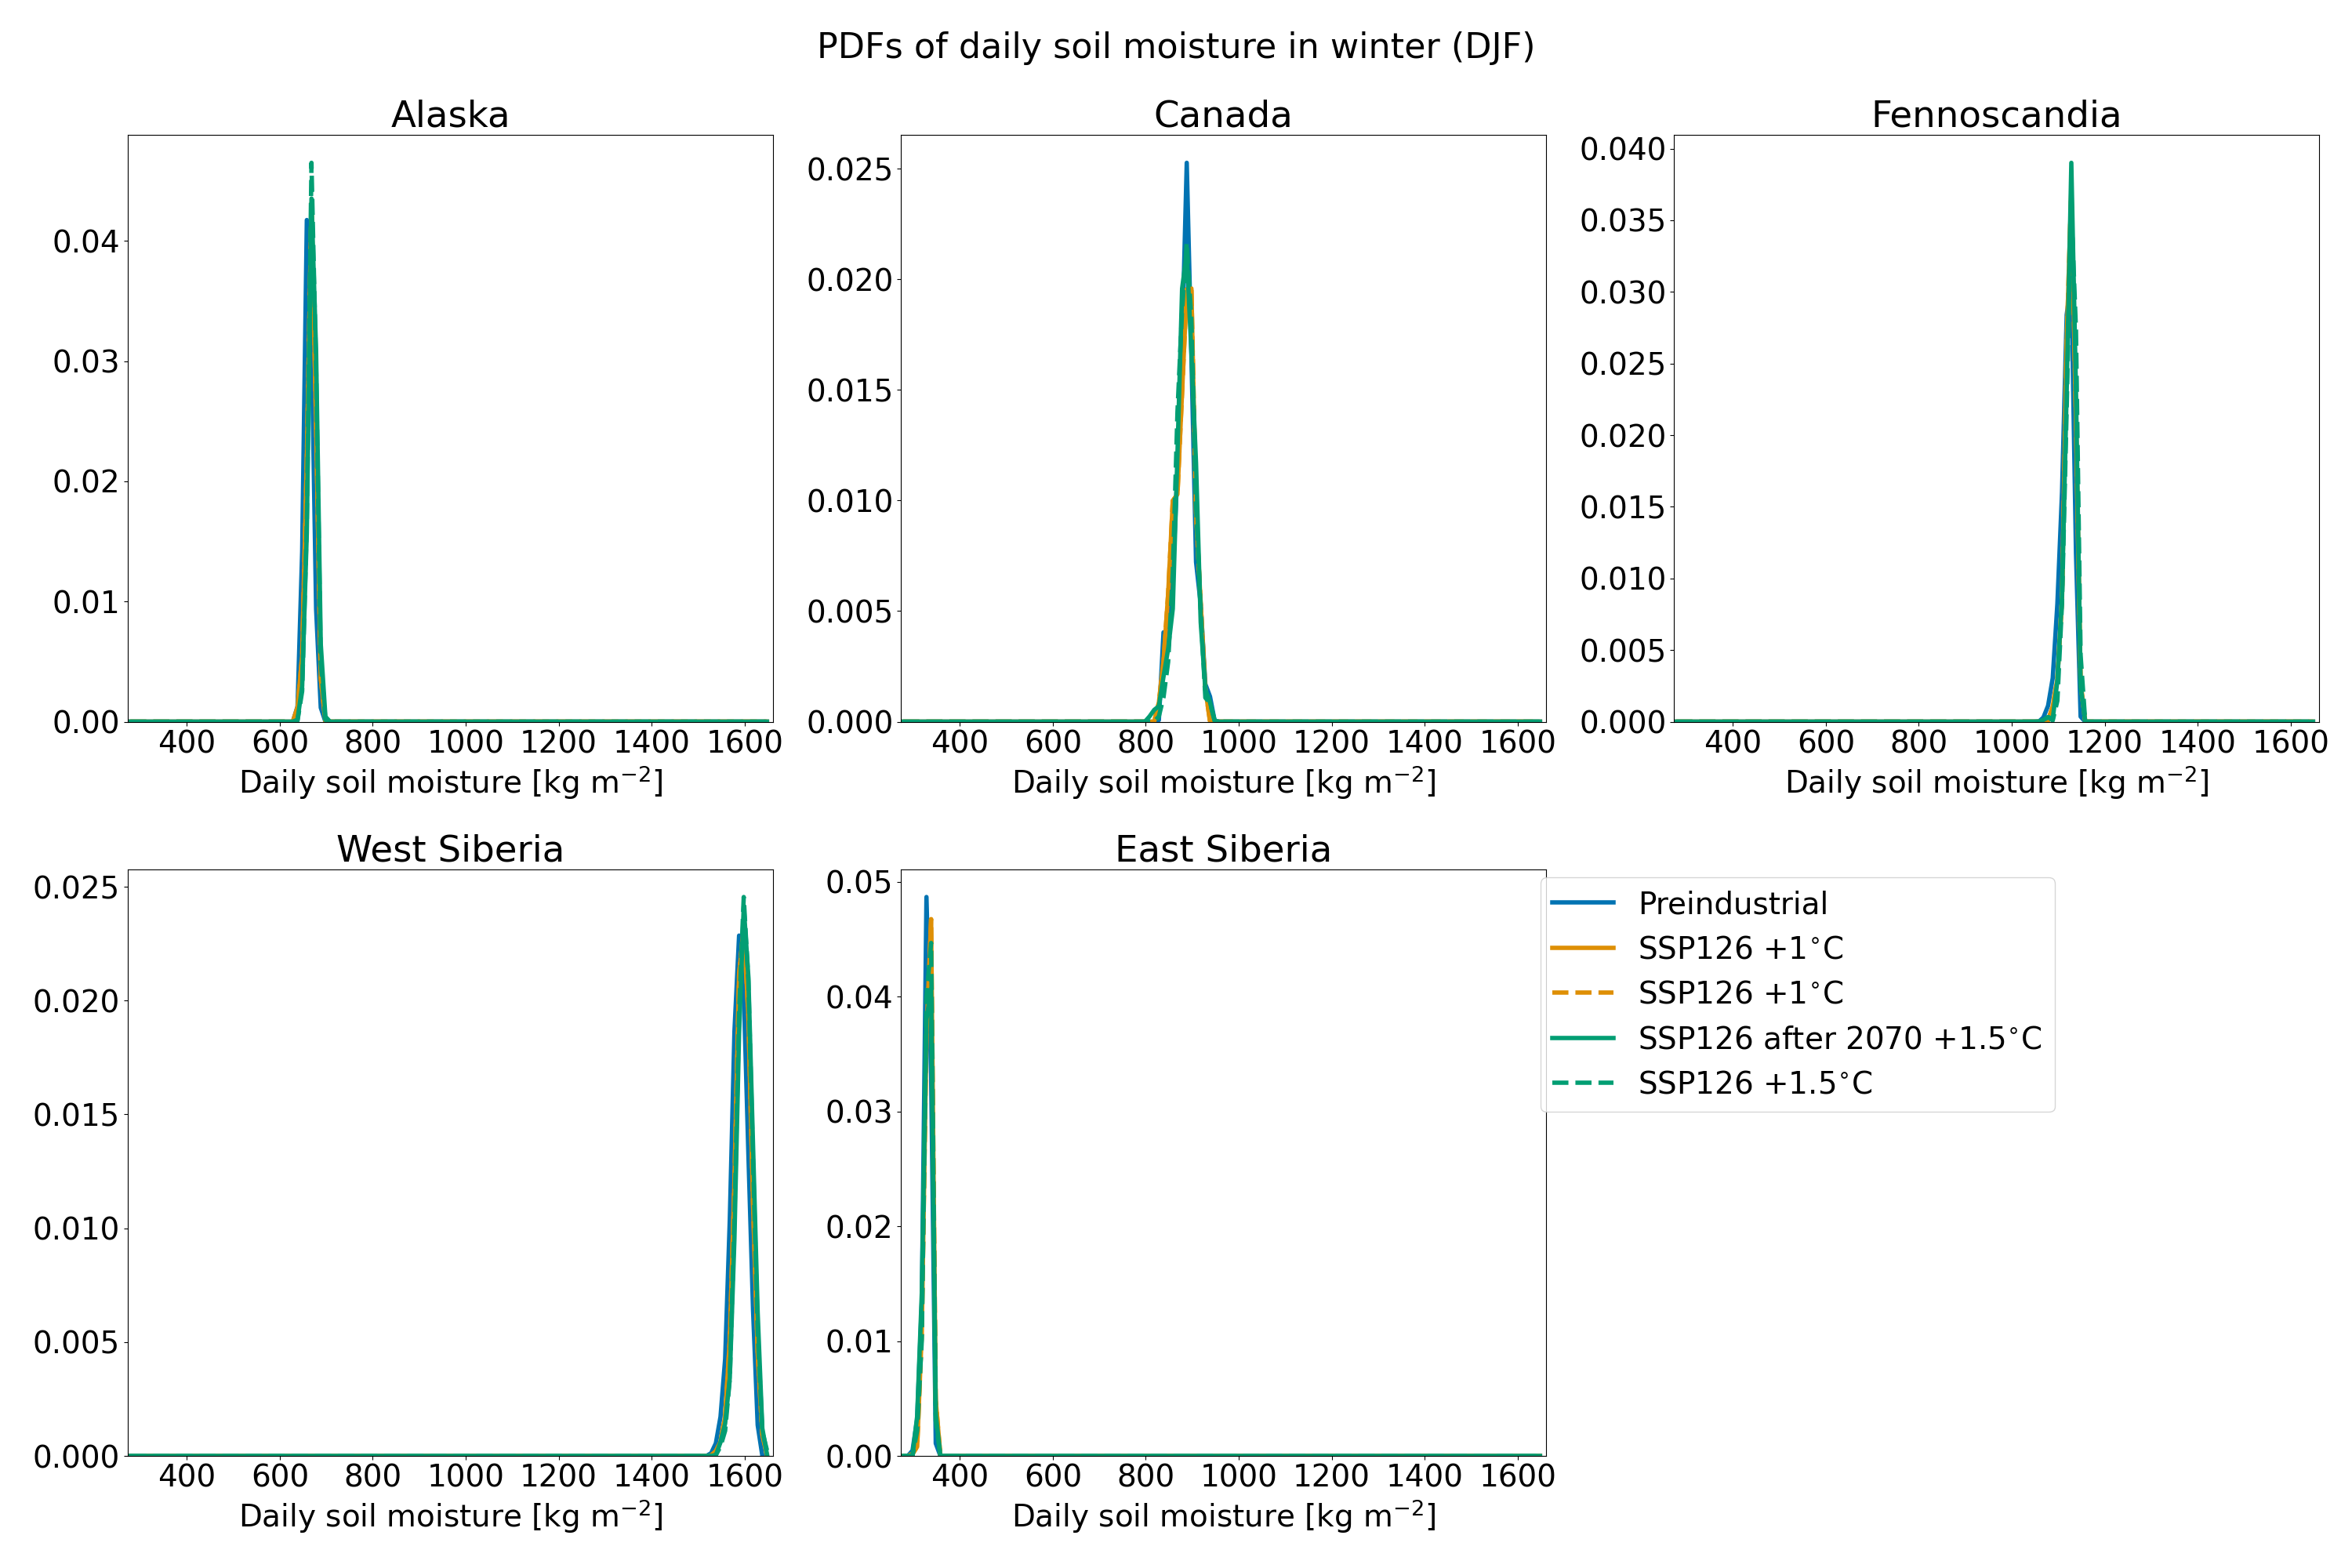 PDFs of daily soil moisture in winter (DJF)
Alaska
0.04
0.03
0.02
0.01
0.00
400 600 800 1000 1200 1400 1600
Daily soil moisture [kg m⁻²]
Canada
0.025
0.020
0.015
0.010
0.005
0.000
400 600 800 1000 1200 1400 1600
Daily soil moisture [kg m⁻²]
Fennoscandia
0.040
0.035
0.030
0.025
0.020
0.015
0.010
0.005
0.000
400 600 800 1000 1200 1400 1600
Daily soil moisture [kg m⁻²]
West Siberia
0.025
0.020
0.015
0.010
0.005
0.000
400 600 800 1000 1200 1400 1600
Daily soil moisture [kg m⁻²]
East Siberia
0.05
0.04
0.03
0.02
0.01
0.00
400 600 800 1000 1200 1400 1600
Daily soil moisture [kg m⁻²]
Preindustrial
SSP126 +1°C
SSP126 +1°C
SSP126 after 2070 +1.5°C
SSP126 +1.5°C